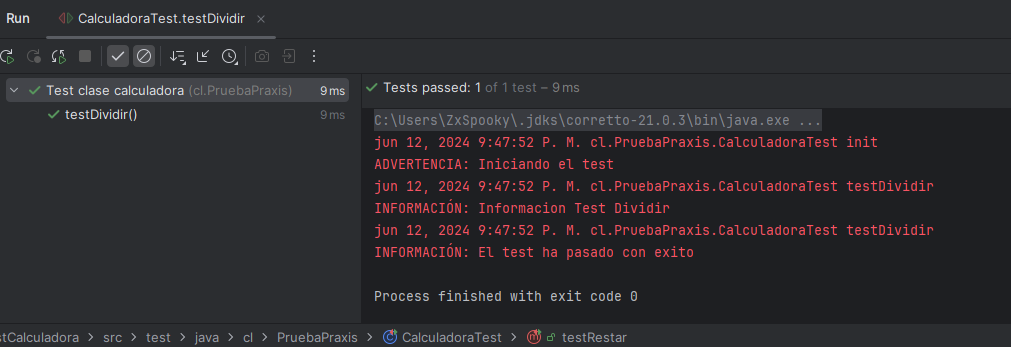 Run CalculadoraTest.testDividir
Test clase calculadora (cl.PruebaPraxis) 9 ms
testDividir() 9 ms
Tests passed: 1 of 1 test – 9 ms
C:\Users\ZxSpooky\.jdks\corretto-21.0.3\bin\java.exe ...
jun 12, 2024 9:47:52 P. M. cl.PruebaPraxis.CalculadoraTest init
ADVERTENCIA: Iniciando el test
jun 12, 2024 9:47:52 P. M. cl.PruebaPraxis.CalculadoraTest testDividir
INFORMACIÓN: Informacion Test Dividir
jun 12, 2024 9:47:52 P. M. cl.PruebaPraxis.CalculadoraTest testDividir
INFORMACIÓN: El test ha pasado con exito
Process finished with exit code 0
stCalculadora > src > test > java > cl > PruebaPraxis > CalculadoraTest > testRestar